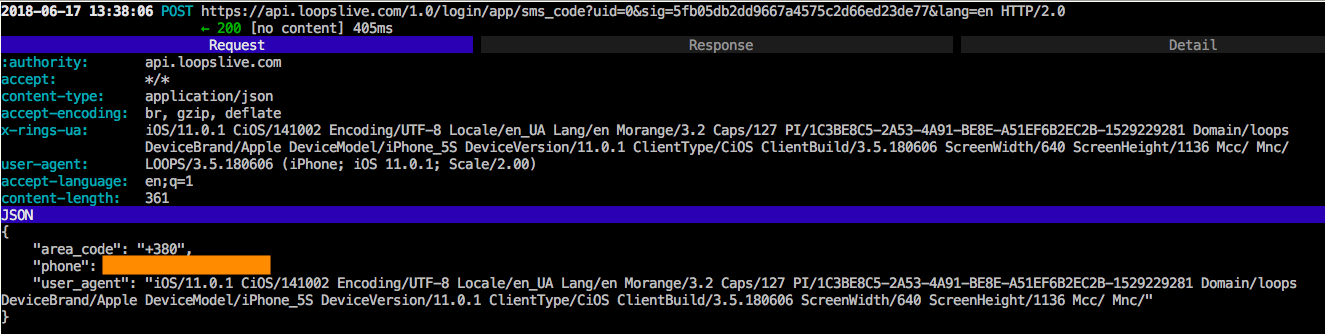 2018-06-17 13:38:06 POST https://api.loopslive.com/1.0/login/app/sms_code?uid=0&sig=5fb05db2dd9667a4575c2d66ed23de77&lang=en HTTP/2.0
← 200 [no content] 405ms
Request Response Detail
:authority: api.loopslive.com
accept: */*
content-type: application/json
accept-encoding: br, gzip, deflate
x-rings-ua: iOS/11.0.1 CiOS/141002 Encoding/UTF-8 Locale/en_UA Lang/en Morange/3.2 Caps/127 PI/1C3BE8C5-2A53-4A91-BE8E-A51EF6B2EC2B-1529229281 Domain/loops
DeviceBrand/Apple DeviceModel/iPhone_5S DeviceVersion/11.0.1 ClientType/CiOS ClientBuild/3.5.180606 ScreenWidth/640 ScreenHeight/1136 Mcc/ Mnc/
user-agent: LOOPS/3.5.180606 (iPhone; iOS 11.0.1; Scale/2.00)
accept-language: en;q=1
content-length: 361
JSON
{
"area_code": "+380",
"phone":
"user_agent": "iOS/11.0.1 CiOS/141002 Encoding/UTF-8 Locale/en_UA Lang/en Morange/3.2 Caps/127 PI/1C3BE8C5-2A53-4A91-BE8E-A51EF6B2EC2B-1529229281 Domain/loops
DeviceBrand/Apple DeviceModel/iPhone_5S DeviceVersion/11.0.1 ClientType/CiOS ClientBuild/3.5.180606 ScreenWidth/640 ScreenHeight/1136 Mcc/ Mnc/"
}